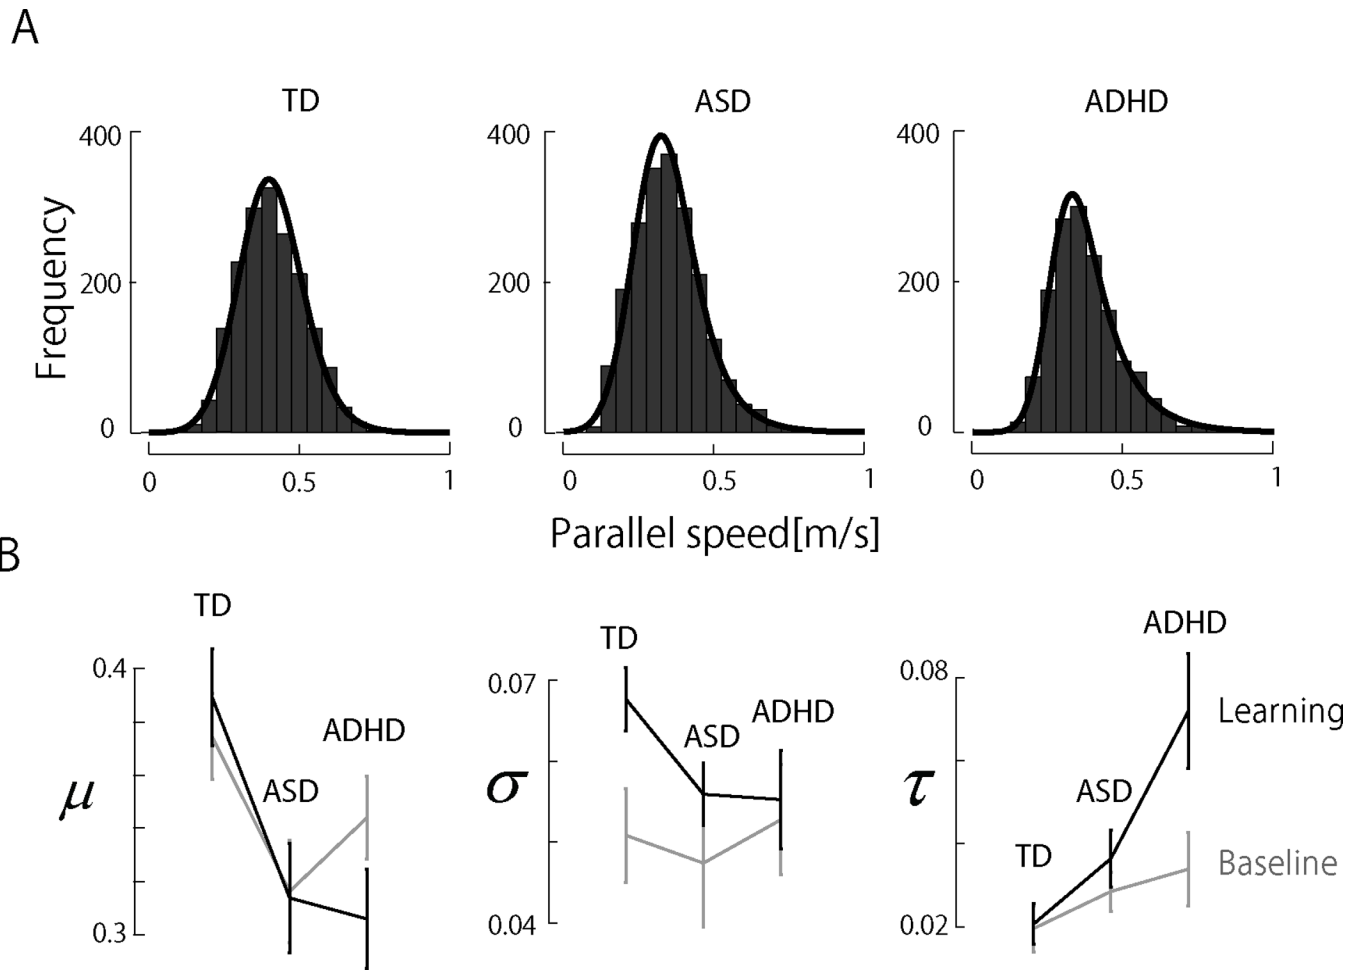 A
TD
ASD
ADHD
Frequency
400
200
0
0
0.5
1
400
200
0
0
0.5
1
400
200
0
0
0.5
1
Parallel speed[m/s]
B
μ
0.4
0.3
TD
ASD
ADHD
σ
0.07
0.04
TD
ASD
ADHD
τ
0.08
0.02
TD
ASD
ADHD
Learning
Baseline